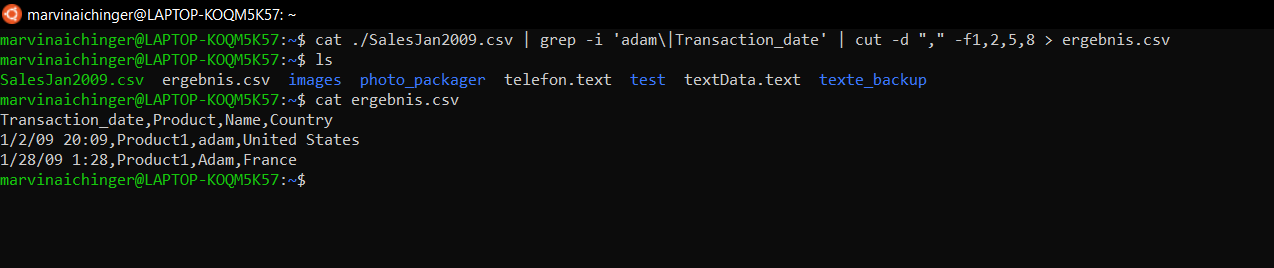 marvinaichinger@LAPTOP-KOQM5K57: ~
marvinaichinger@LAPTOP-KOQM5K57:~$ cat ./SalesJan2009.csv | grep -i 'adam\|Transaction_date' | cut -d "," -f1,2,5,8 > ergebnis.csv
marvinaichinger@LAPTOP-KOQM5K57:~$ ls
SalesJan2009.csv ergebnis.csv images photo_packager telefon.text test textData.text texte_backup
marvinaichinger@LAPTOP-KOQM5K57:~$ cat ergebnis.csv
Transaction_date,Product,Name,Country
1/2/09 20:09,Product1,adam,United States
1/28/09 1:28,Product1,Adam,France
marvinaichinger@LAPTOP-KOQM5K57:~$